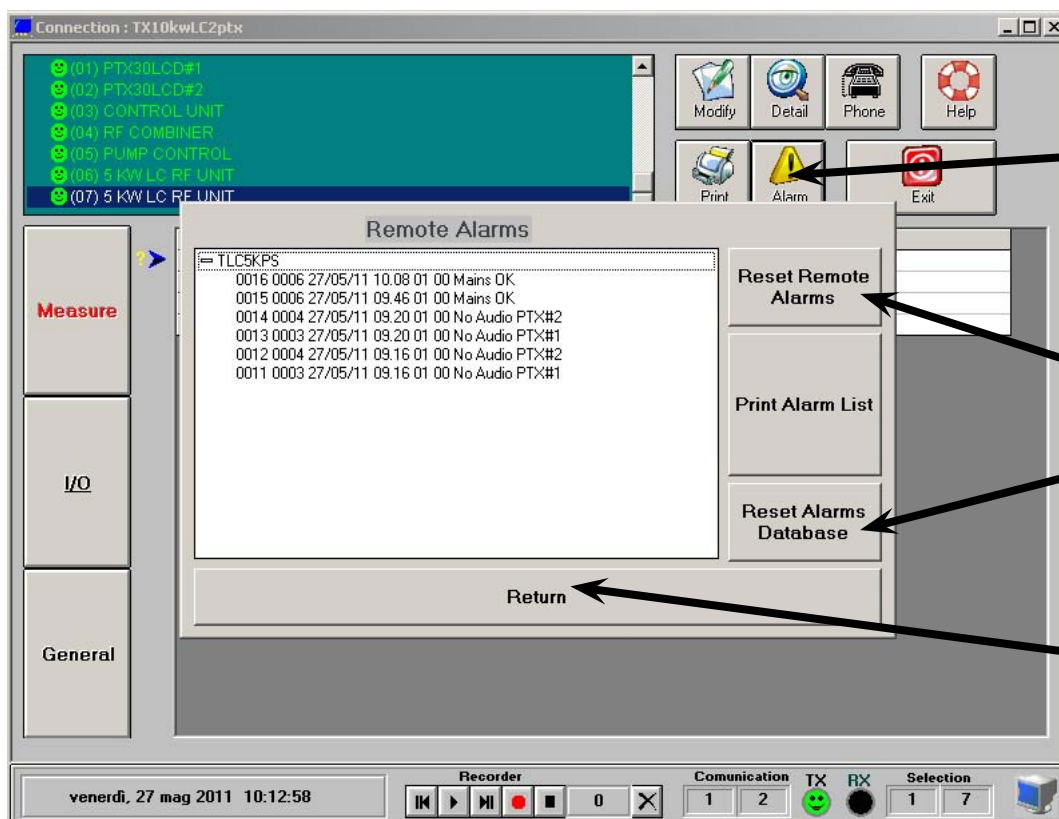 Connection : TX10kwLC2ptx
(01) PTX30LCD#1
(02) PTX30LCD#2
(03) CONTROL UNIT
(04) RF COMBINER
(05) PUMP CONTROL
(06) 5 KW LC RF UNIT
(07) 5 KW LC RF UNIT
Modify
Detail
Phone
Help
Print
Alarm
Exit
Measure
I/O
General
Remote Alarms
TLC5KPS
0016 0006 27/05/11 10.08 01 00 Mains OK
0015 0006 27/05/11 09.46 01 00 Mains OK
0014 0004 27/05/11 09.20 01 00 No Audio PTX#2
0013 0003 27/05/11 09.20 01 00 No Audio PTX#1
0012 0004 27/05/11 09.16 01 00 No Audio PTX#2
0011 0003 27/05/11 09.16 01 00 No Audio PTX#1
Reset Remote
Alarms
Print Alarm List
Reset Alarms
Database
Return
venerdì, 27 mag 2011 10:12:58
Recorder
0
Comunication
1 2
TX
RX
Selection
1 7